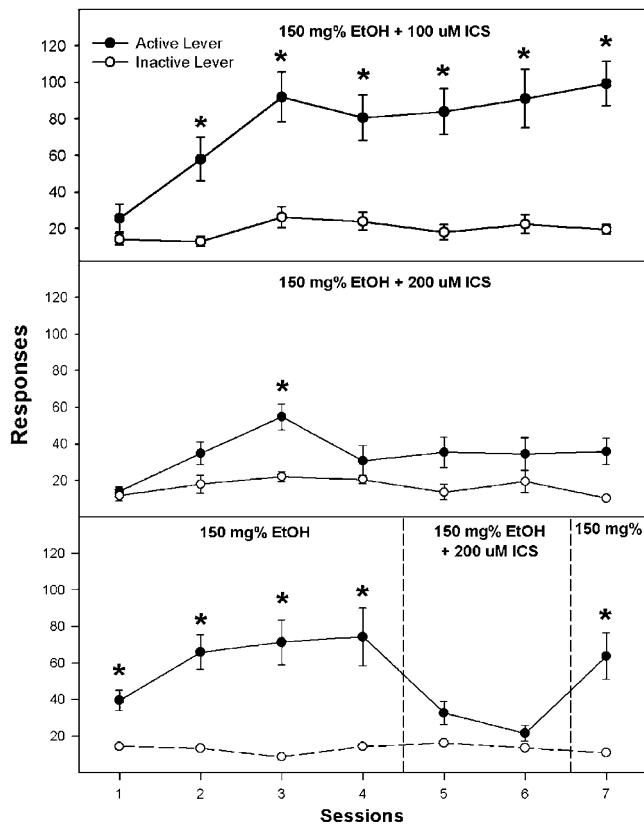 150 mg% EtOH + 100 uM ICS
Active Lever
Inactive Lever
* * * * * *
120
100
80
60
40
20
150 mg% EtOH + 200 uM ICS
*
120
100
80
60
40
20
Responses
150 mg% EtOH
150 mg% EtOH
+ 200 uM ICS
150 mg%
* * * * *
120
100
80
60
40
20
1 2 3 4 5 6 7
Sessions